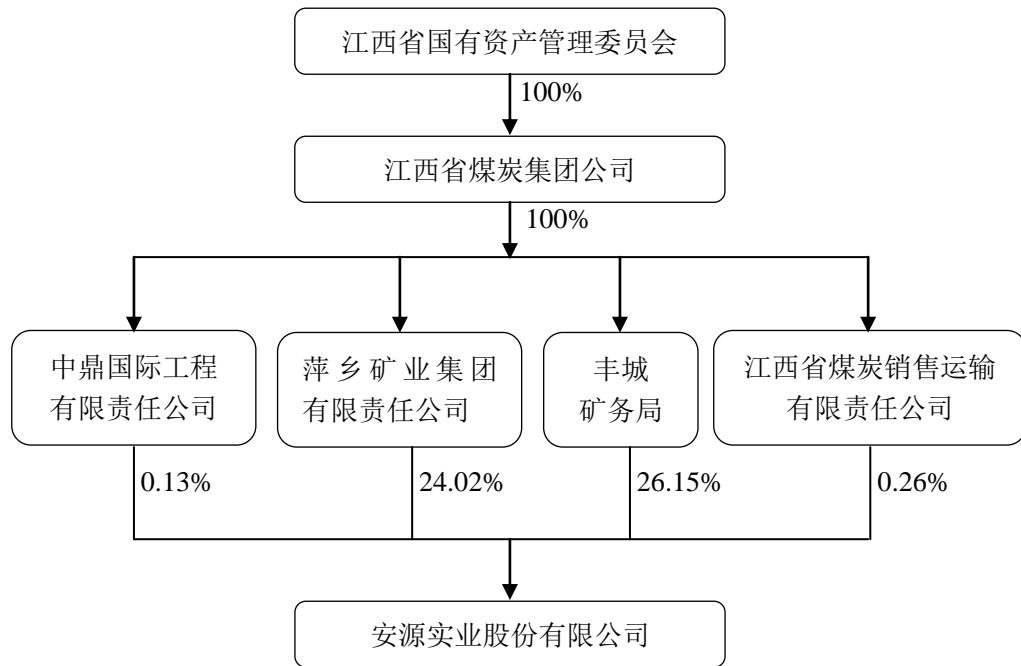 江西省国有资产管理委员会
100%
江西省煤炭集团公司
100%
中鼎国际工程
有限责任公司
萍乡矿业集团
有限责任公司
丰城
矿务局
江西省煤炭销售运输
有限责任公司
0.13%
24.02%
26.15%
0.26%
安源实业股份有限公司